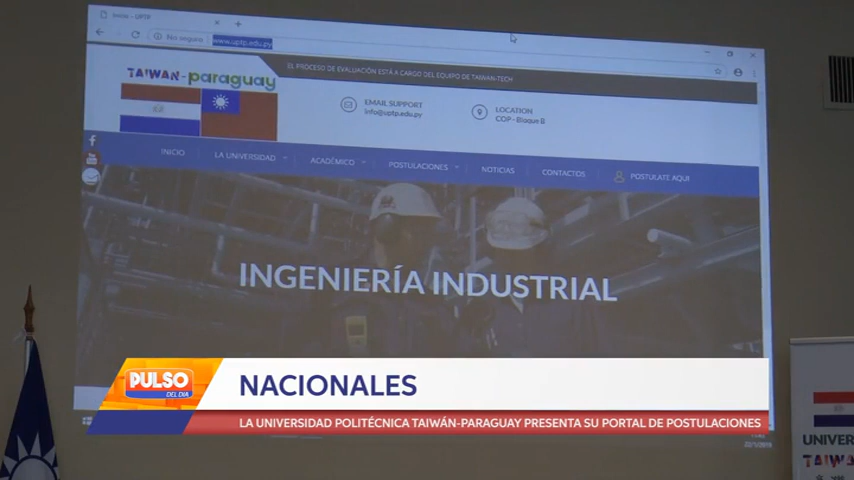 Inicio - UPTP
No seguro
www.uptp.edu.py
TAIWAN-paraguay
EL PROCESO DE EVALUACIÓN ESTÁ A CARGO DEL EQUIPO DE TAIWAN-TECH
EMAIL SUPPORT
info@uptp.edu.py
LOCATION
COP - Bloque B
INICIO
LA UNIVERSIDAD
ACADÉMICO
POSTULACIONES
NOTICIAS
CONTACTOS
POSTULATE AQUI
INGENIERÍA INDUSTRIAL
PULSO
DEL DIA
NACIONALES
LA UNIVERSIDAD POLITÉCNICA TAIWÁN-PARAGUAY PRESENTA SU PORTAL DE POSTULACIONES
UNIVER
TAIWA